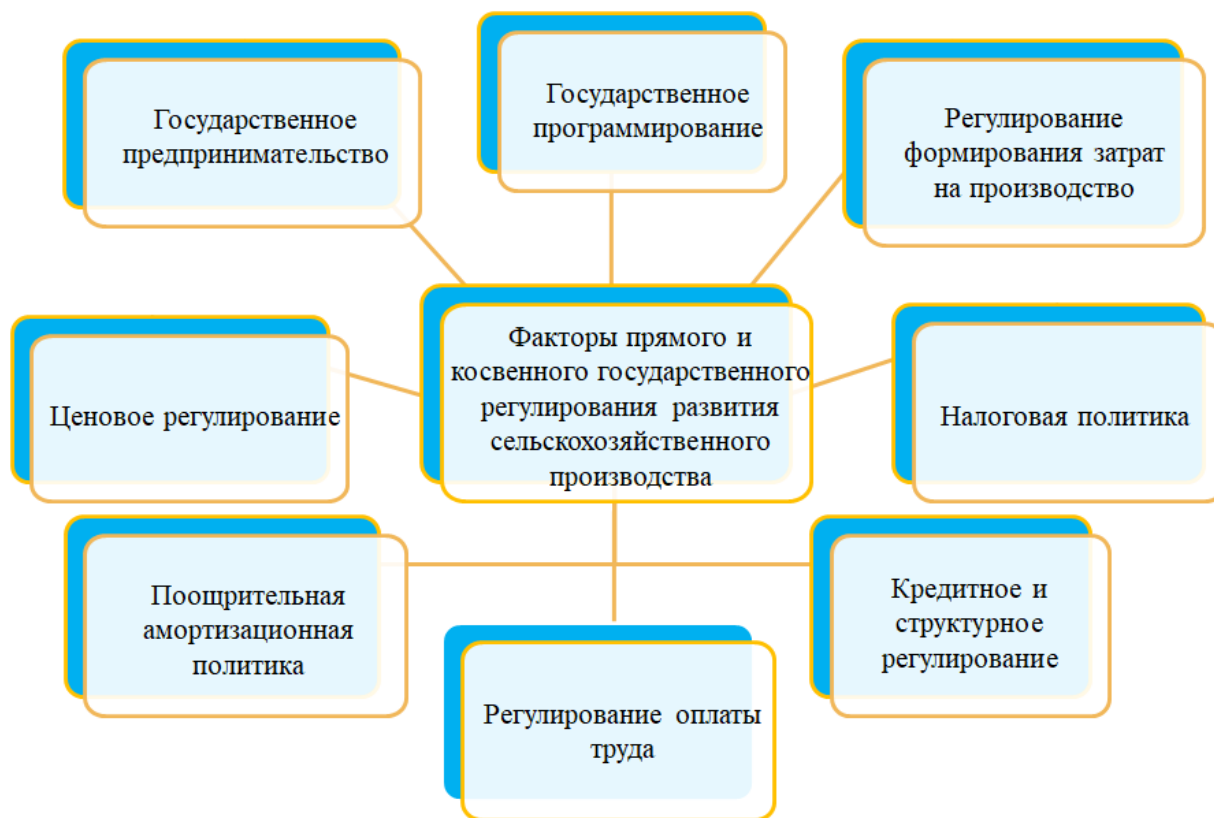 Государственное
предпринимательство
Государственное
программирование
Регулирование
формирования затрат
на производство
Ценовое регулирование
Факторы прямого и
косвенного государственного
регулирования развития
сельскохозяйственного
производства
Налоговая политика
Поощрительная
амортизационная
политика
Регулирование оплаты
труда
Кредитное и
структурное
регулирование